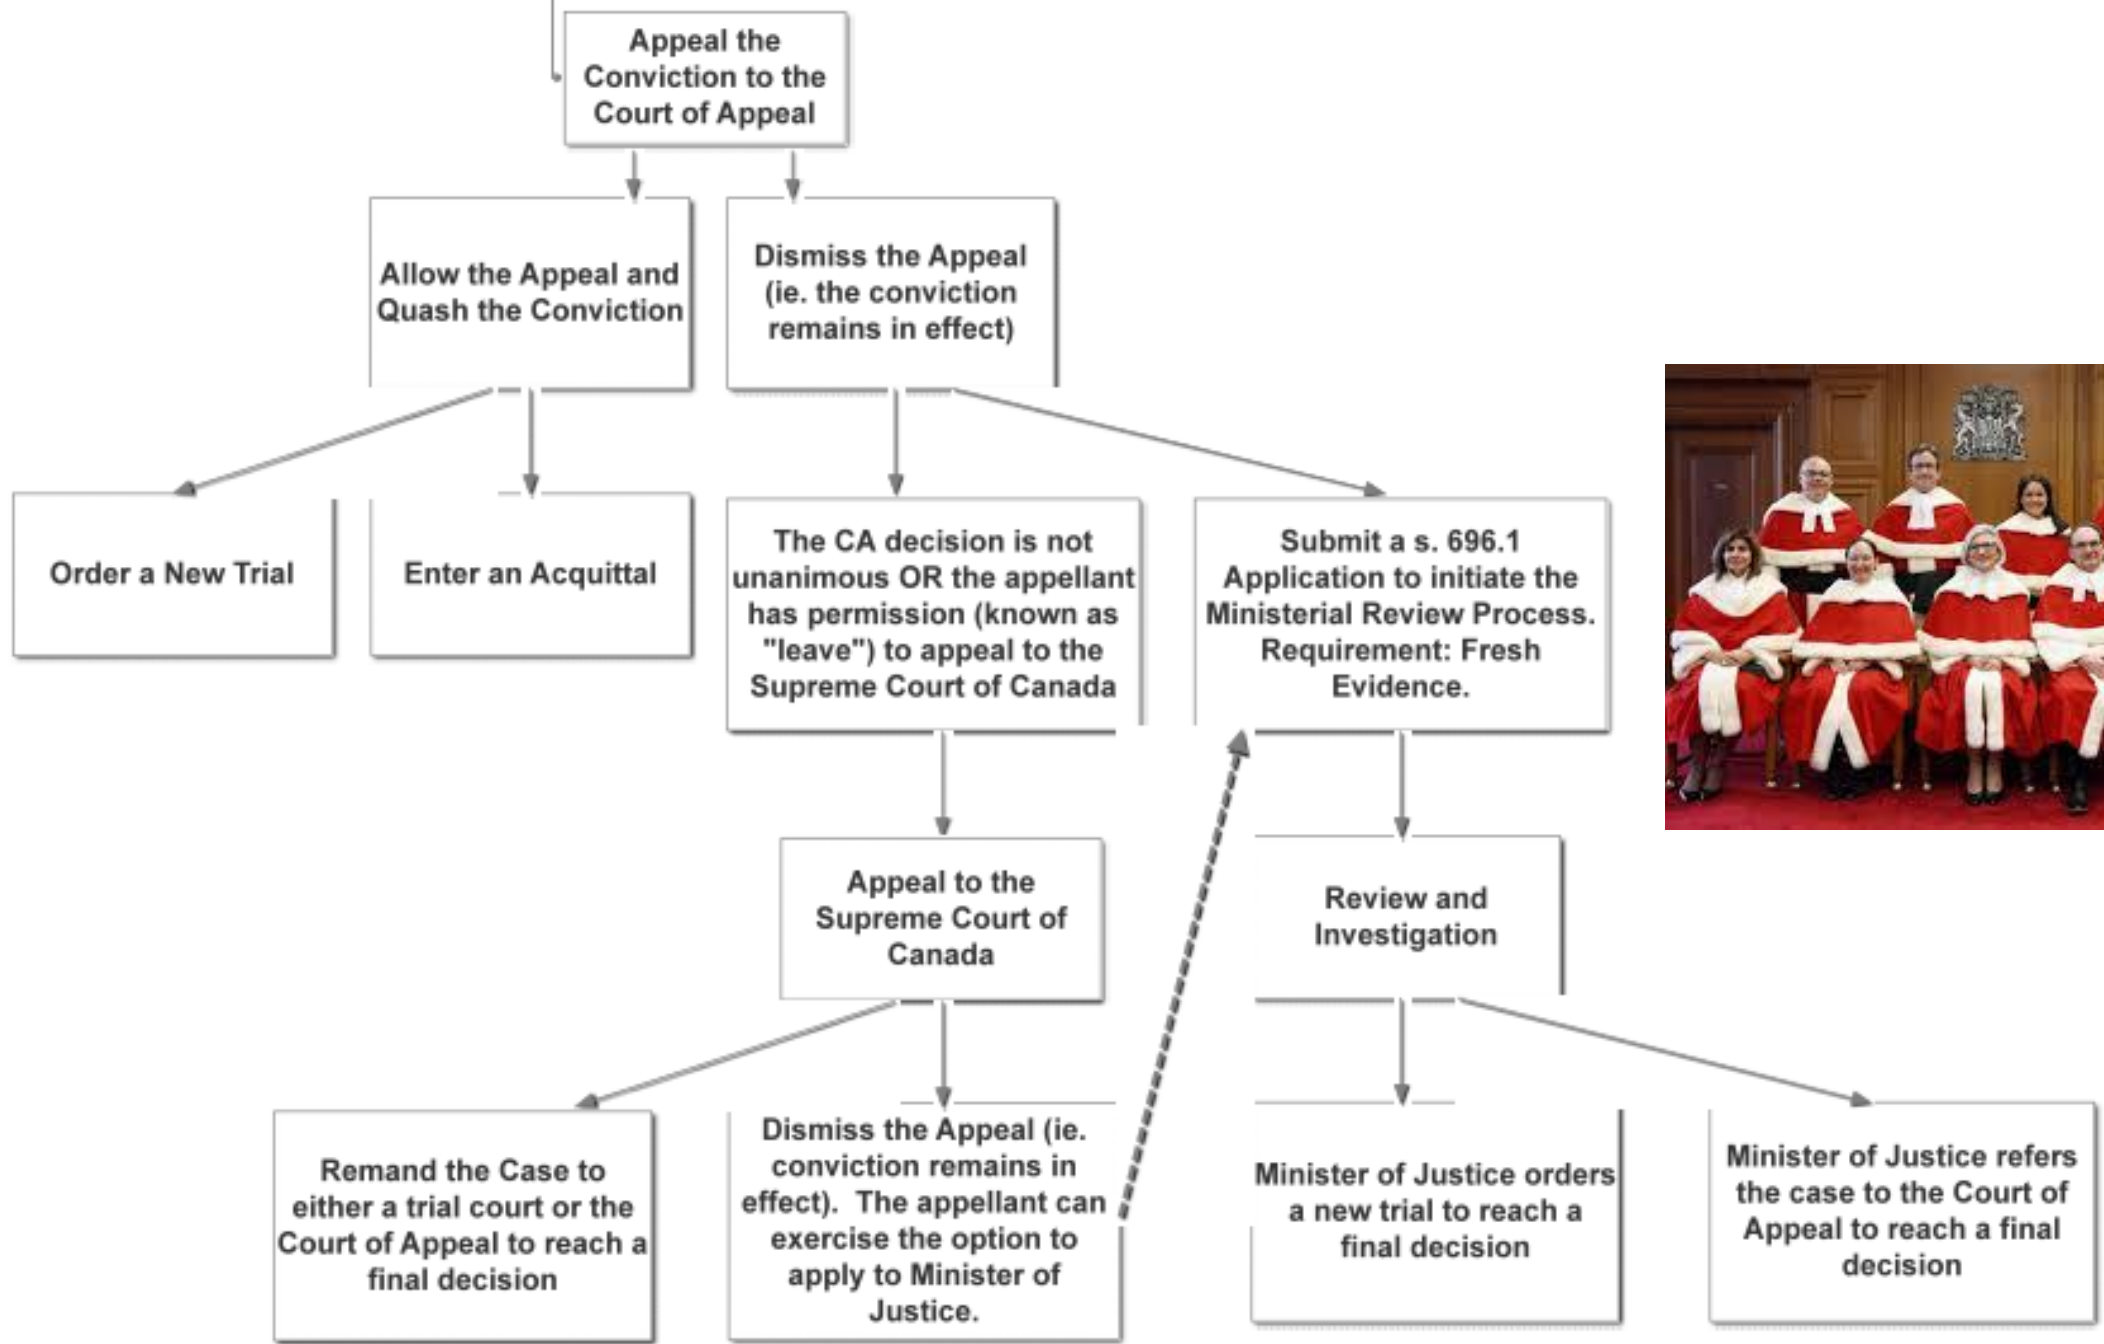 Appeal the
Conviction to the
Court of Appeal
Allow the Appeal and
Quash the Conviction
Dismiss the Appeal
(ie. the conviction
remains in effect)
Order a New Trial
Enter an Acquittal
The CA decision is not
unanimous OR the appellant
has permission (known as
"leave") to appeal to the
Supreme Court of Canada
Submit a s. 696.1
Application to initiate the
Ministerial Review Process.
Requirement: Fresh
Evidence.
Appeal to the
Supreme Court of
Canada
Review and
Investigation
Remand the Case to
either a trial court or the
Court of Appeal to reach a
final decision
Dismiss the Appeal (ie.
conviction remains in
effect). The appellant can
exercise the option to
apply to Minister of
Justice.
Minister of Justice orders
a new trial to reach a
final decision
Minister of Justice refers
the case to the Court of
Appeal to reach a final
decision